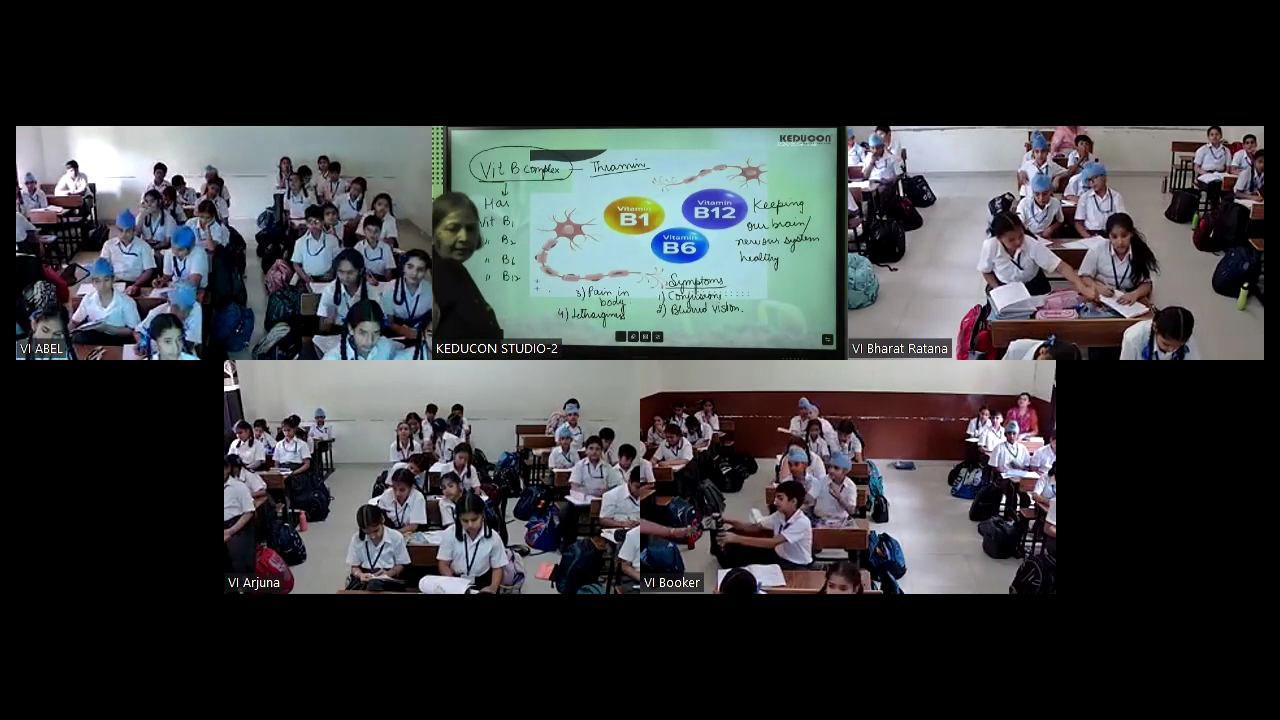 KEDUCON
Vit B Complex — Thiamin
Vit B1
" B2
" B6
" B12
Vitamin
B1
Vitamin
B12
Vitamin
B6
Keeping
our brain/
nervous system
healthy
Symptoms
1) Confusion
2) Blurred Vision.
3) Pain in
body
4) Letharginess
VI ABEL
KEDUCON STUDIO-2
VI Bharat Ratana
VI Arjuna
VI Booker